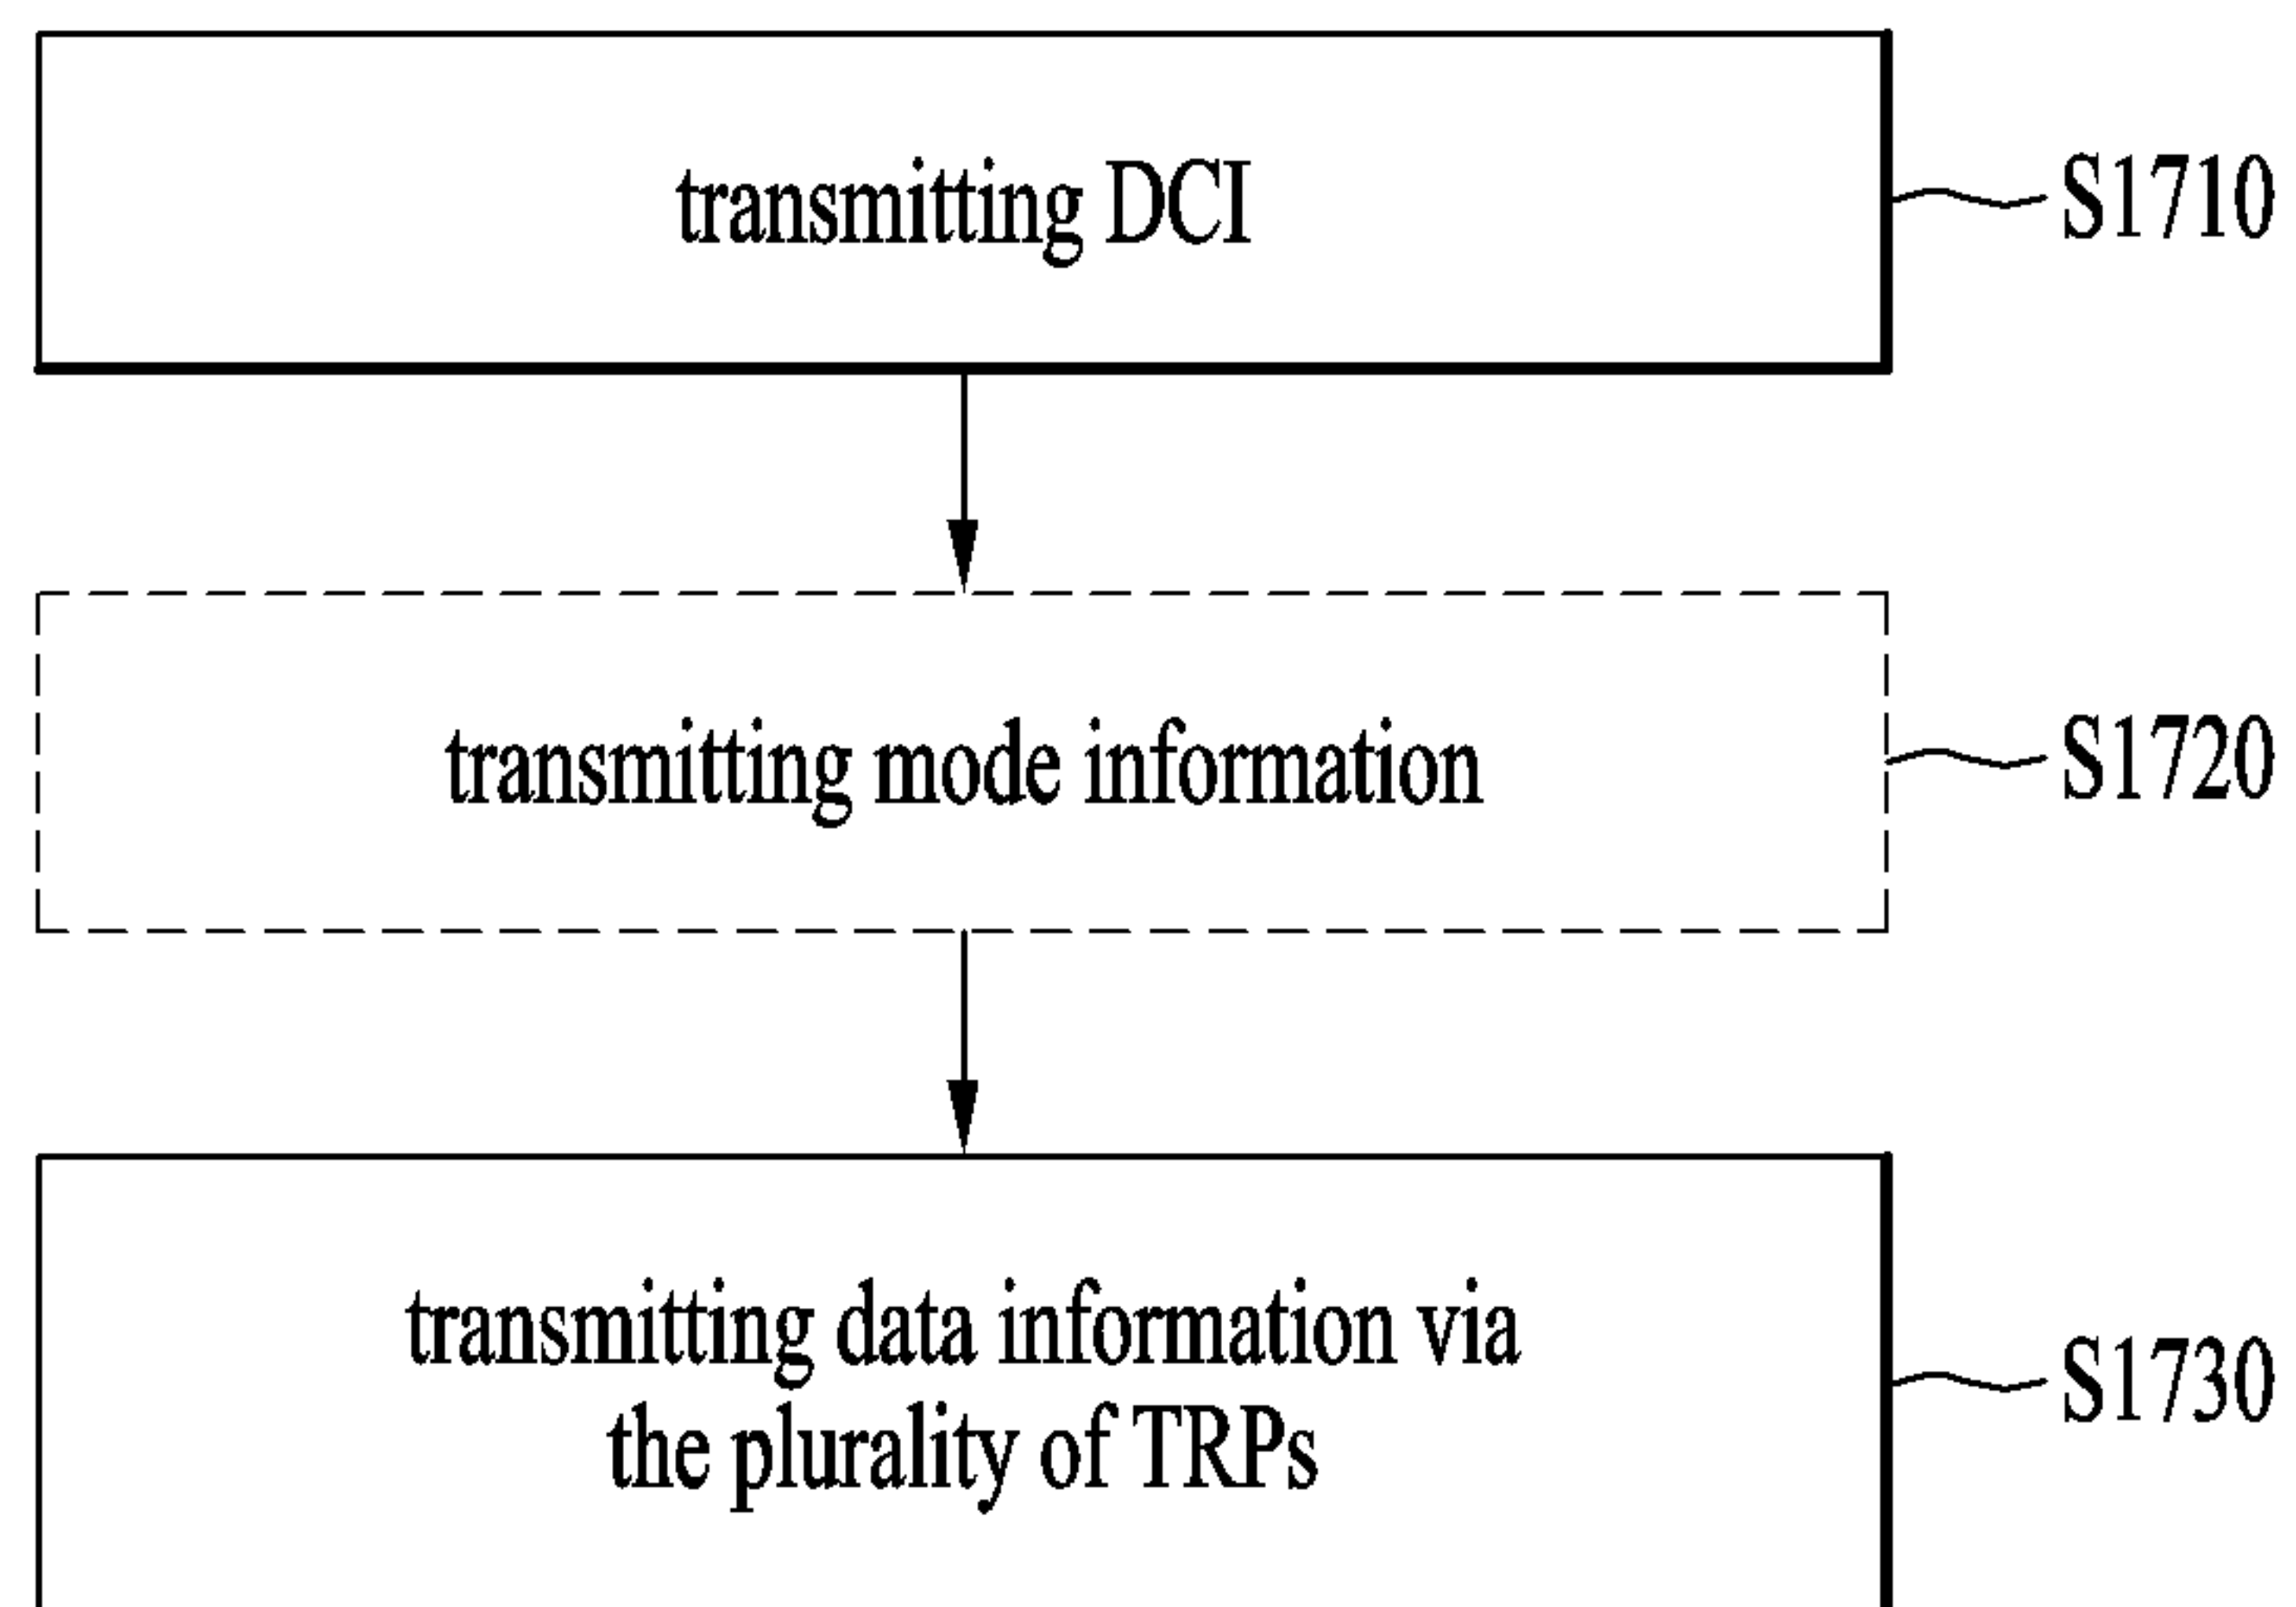 transmitting DCI
S1710
transmitting mode information
S1720
transmitting data information via
the plurality of TRPs
S1730